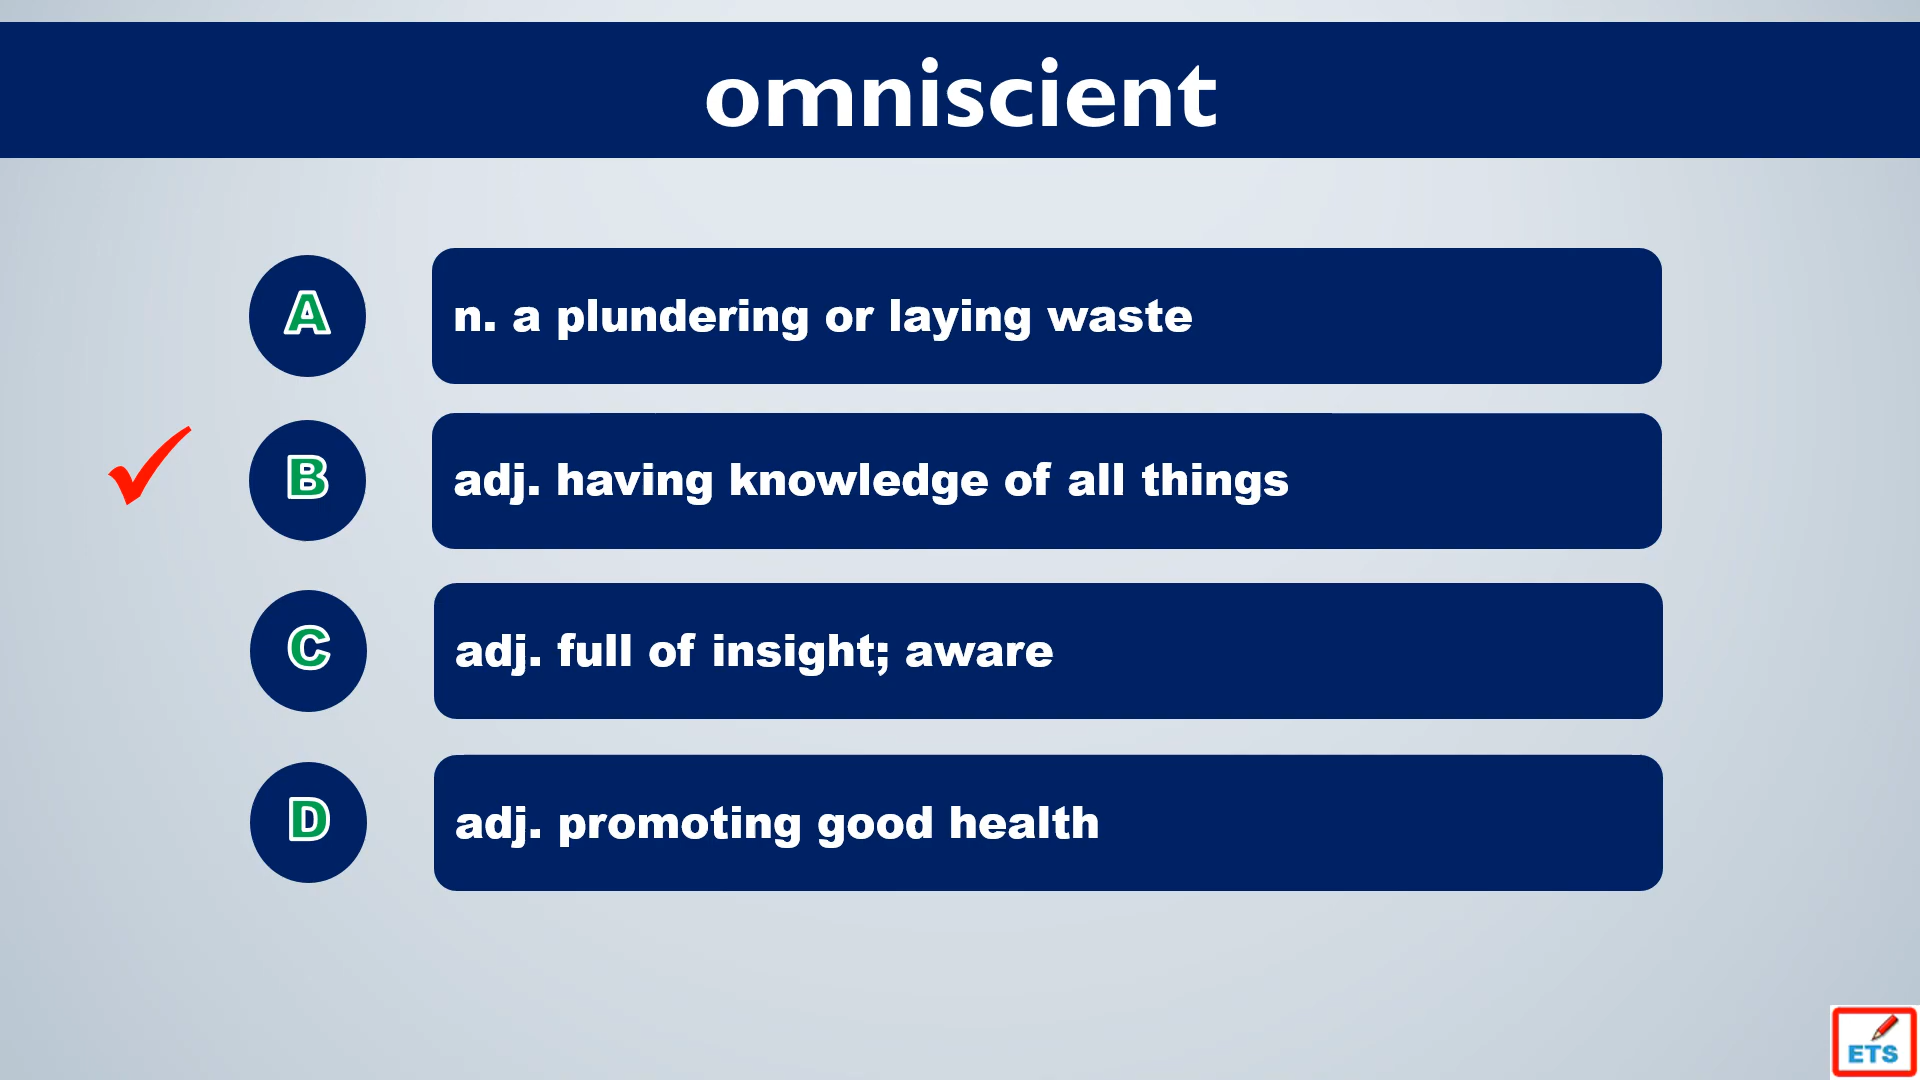 omniscient
A
n. a plundering or laying waste
B
adj. having knowledge of all things
C
adj. full of insight; aware
D
adj. promoting good health
ETS